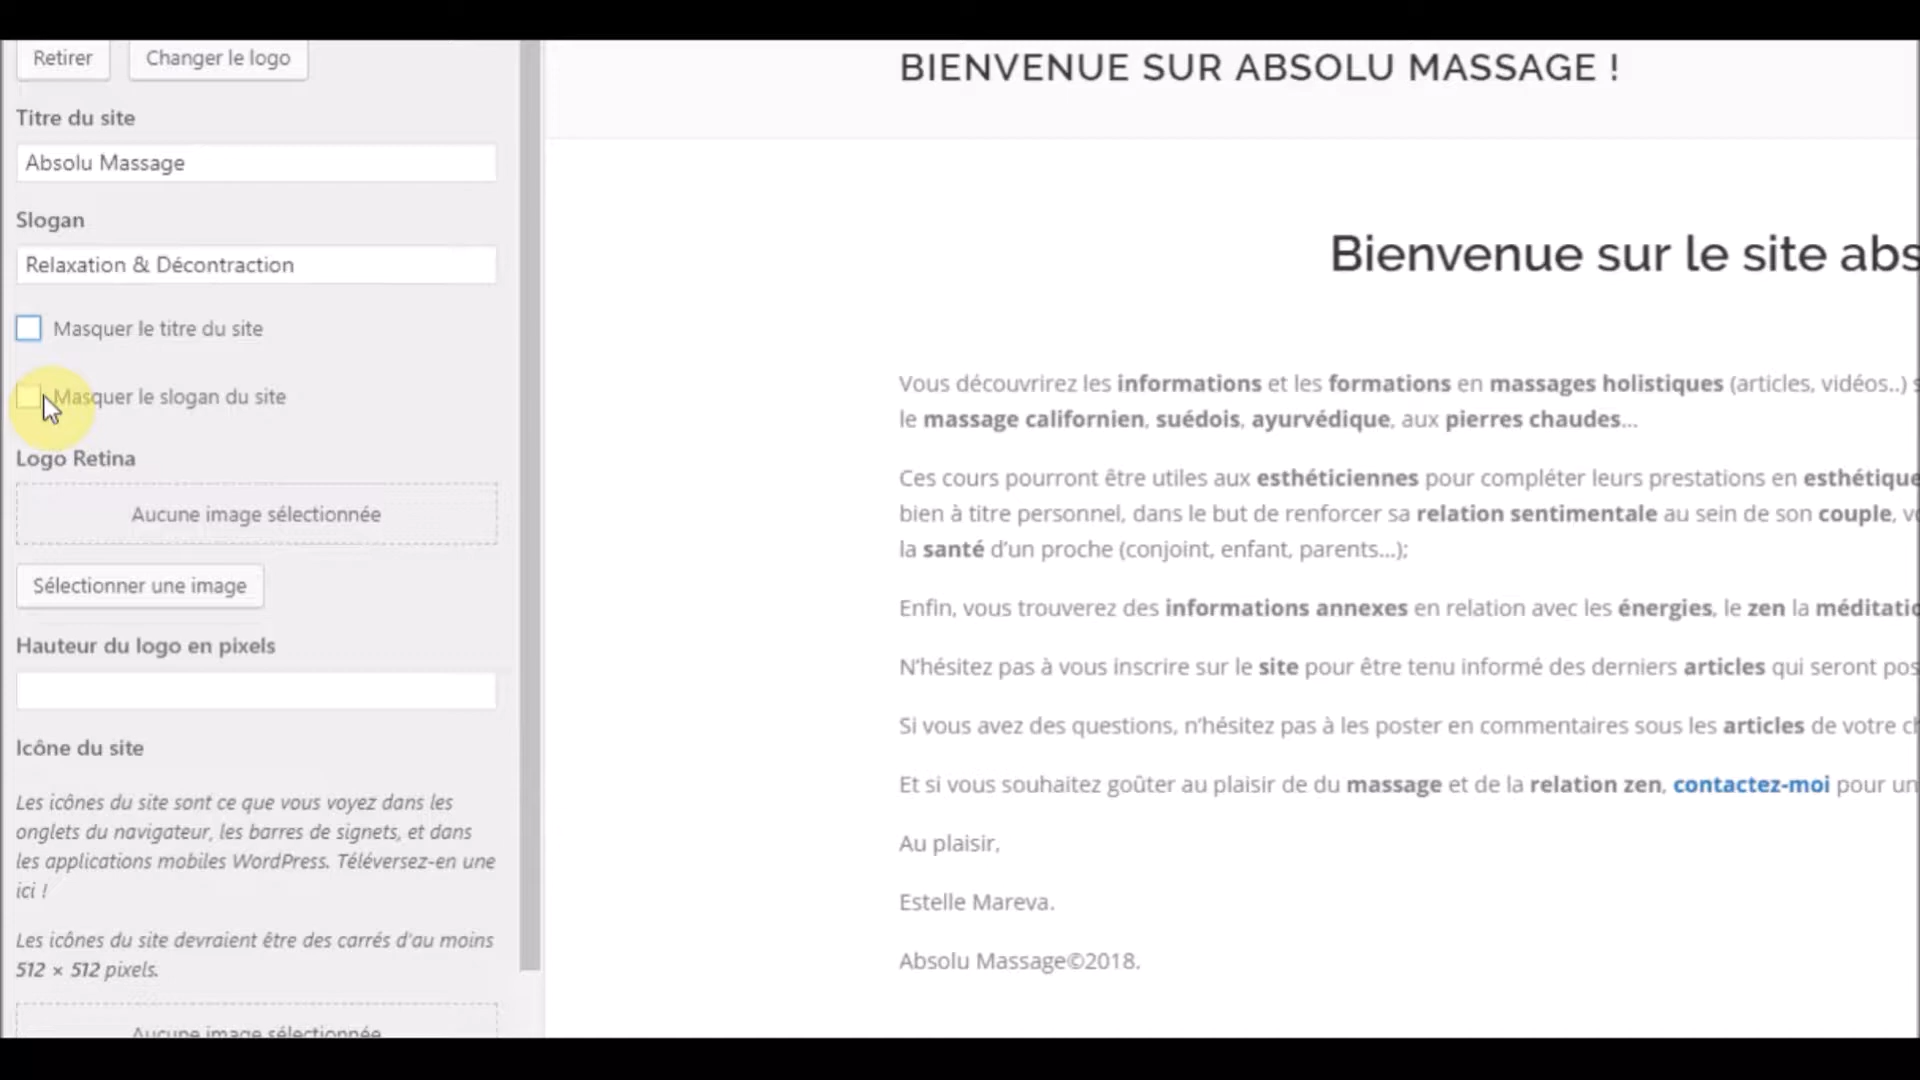 Retirer
Changer le logo
Titre du site
Absolu Massage
Slogan
Relaxation & Décontraction
Masquer le titre du site
Masquer le slogan du site
Logo Retina
Aucune image sélectionnée
Sélectionner une image
Hauteur du logo en pixels
Icône du site
Les icônes du site sont ce que vous voyez dans les
onglets du navigateur, les barres de signets, et dans
les applications mobiles WordPress. Téléversez-en une
ici !
Les icônes du site devraient être des carrés d'au moins
512 × 512 pixels.
Aucune image sélectionnée
BIENVENUE SUR ABSOLU MASSAGE !
Bienvenue sur le site abs
Vous découvrirez les informations et les formations en massages holistiques (articles, vidéos..) s
le massage californien, suédois, ayurvédique, aux pierres chaudes...
Ces cours pourront être utiles aux esthéticiennes pour compléter leurs prestations en esthétique
bien à titre personnel, dans le but de renforcer sa relation sentimentale au sein de son couple, v
la santé d'un proche (conjoint, enfant, parents...);
Enfin, vous trouverez des informations annexes en relation avec les énergies, le zen la méditatio
N'hésitez pas à vous inscrire sur le site pour être tenu informé des derniers articles qui seront pos
Si vous avez des questions, n'hésitez pas à les poster en commentaires sous les articles de votre ch
Et si vous souhaitez goûter au plaisir de du massage et de la relation zen, contactez-moi pour un
Au plaisir,
Estelle Mareva.
Absolu Massage©2018.